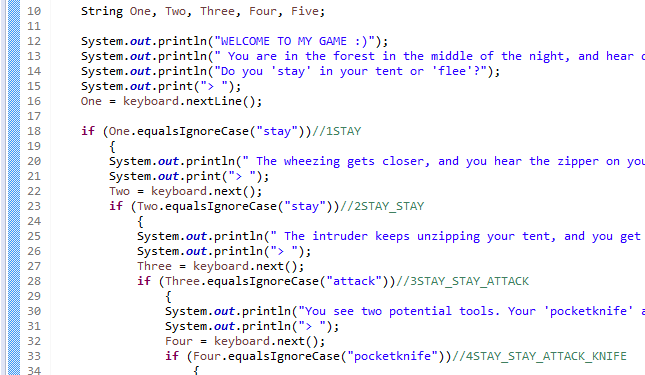 10 String One, Two, Three, Four, Five;
11
12 System.out.println("WELCOME TO MY GAME :)");
13 System.out.println(" You are in the forest in the middle of the night, and hear
14 System.out.println("Do you 'stay' in your tent or 'flee'?");
15 System.out.print("> ");
16 One = keyboard.nextLine();
17
18 if (One.equalsIgnoreCase("stay"))//1STAY
19 {
20 System.out.println(" The wheezing gets closer, and you hear the zipper on
21 System.out.print("> ");
22 Two = keyboard.next();
23 if (Two.equalsIgnoreCase("stay"))//2STAY_STAY
24 {
25 System.out.println(" The intruder keeps unzipping your tent, and you get
26 System.out.println("> ");
27 Three = keyboard.next();
28 if (Three.equalsIgnoreCase("attack"))//3STAY_STAY_ATTACK
29 {
30 System.out.println("You see two potential tools. Your 'pocketknife'
31 System.out.println("> ");
32 Four = keyboard.next();
33 if (Four.equalsIgnoreCase("pocketknife"))//4STAY_STAY_ATTACK_KNIFE
34 {